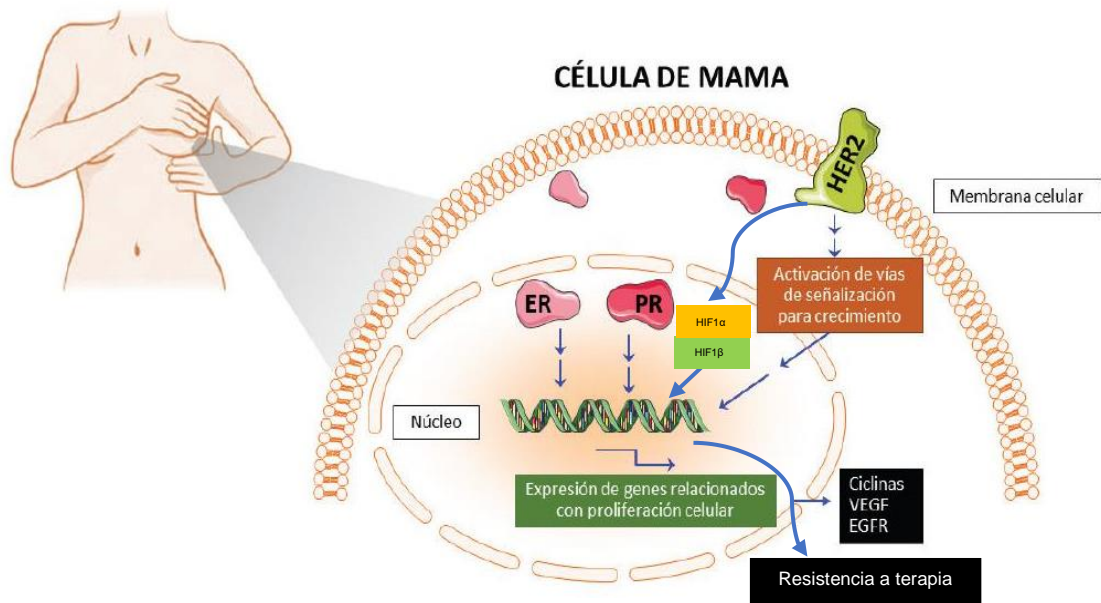 CÉLULA DE MAMA
HER2
Membrana celular
Activación de vías
de señalización
para crecimiento
ER
PR
HIF1α
HIF1β
Núcleo
Expresión de genes relacionados
con proliferación celular
Ciclinas
VEGF
EGFR
Resistencia a terapia